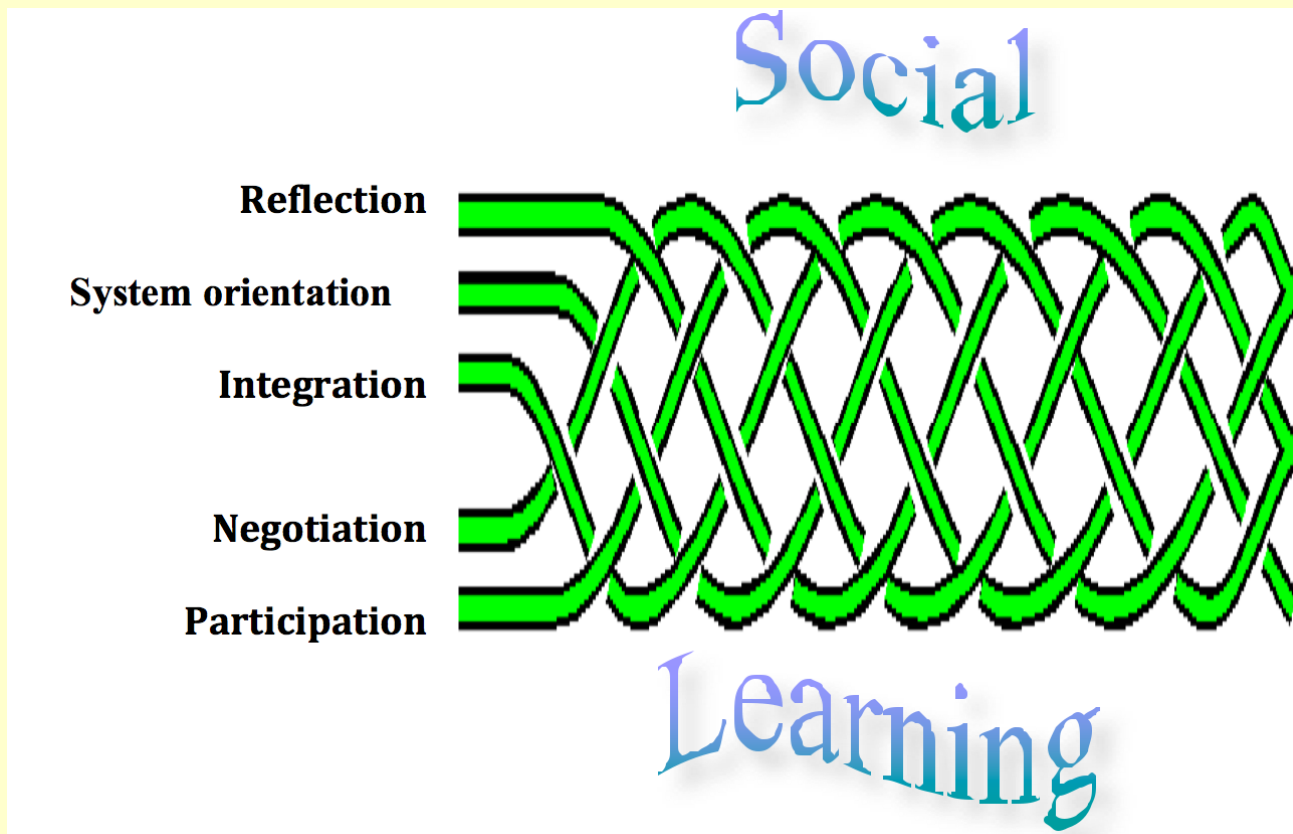 Social
Reflection
System orientation
Integration
Negotiation
Participation
Learning